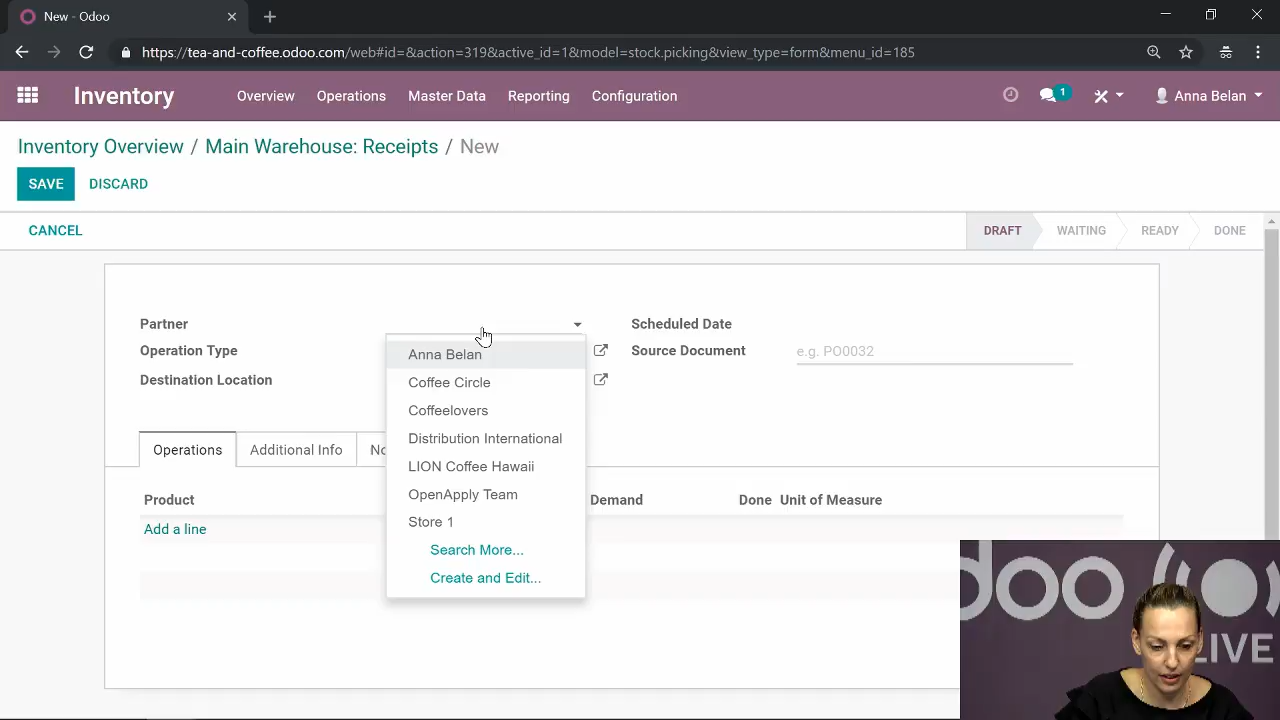 New - Odoo
https://tea-and-coffee.odoo.com/web#id=&action=319&active_id=1&model=stock.picking&view_type=form&menu_id=185
Inventory Overview Operations Master Data Reporting Configuration 1 Anna Belan
Inventory Overview / Main Warehouse: Receipts / New
SAVE DISCARD
CANCEL DRAFT WAITING READY DONE
Partner Scheduled Date
Operation Type Source Document e.g. PO0032
Destination Location
Anna Belan
Coffee Circle
Coffeelovers
Distribution International
LION Coffee Hawaii
OpenApply Team
Store 1
Search More...
Create and Edit...
Operations Additional Info No
Product Demand Done Unit of Measure
Add a line
doo
LIVE